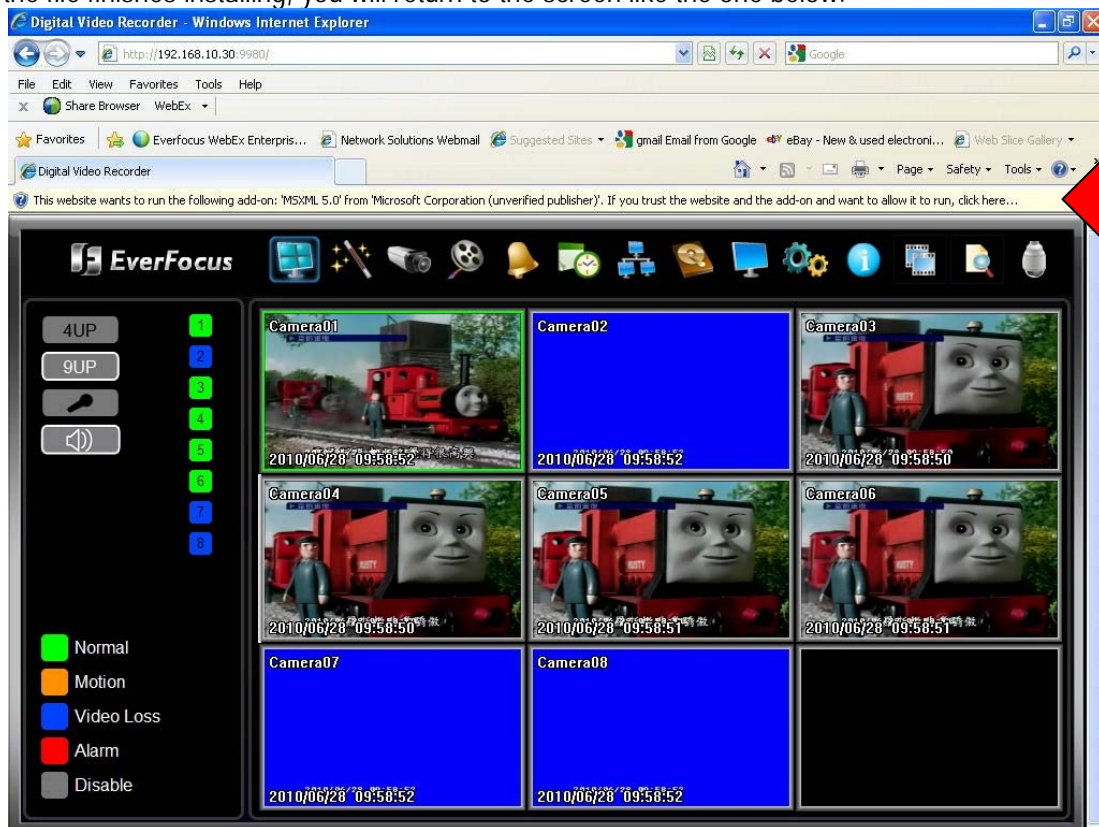 the file finishes installing, you will return to the screen like the one below.
Digital Video Recorder - Windows Internet Explorer
http://192.168.10.30:9980/
Google
File Edit View Favorites Tools Help
x Share Browser WebEx
Favorites Everfocus WebEx Enterpris... Network Solutions Webmail Suggested Sites gmail Email from Google eBay - New & used electroni... Web Slice Gallery
Digital Video Recorder
Page Safety Tools
This website wants to run the following add-on: 'MSXML 5.0' from 'Microsoft Corporation (unverified publisher)'. If you trust the website and the add-on and want to allow it to run, click here...
EverFocus
4UP
9UP
1
2
3
4
5
6
7
8
Normal
Motion
Video Loss
Alarm
Disable
Camera01
2010/06/28 09:58:52
Camera02
2010/06/28 09:58:52
Camera03
RUSTY
2010/06/28 09:58:50
Camera04
RUSTY
2010/06/28 09:58:50
Camera05
RUSTY
2010/06/28 09:58:51
Camera06
RUSTY
2010/06/28 09:58:51
Camera07
2010/06/28 09:58:52
Camera08
2010/06/28 09:58:52